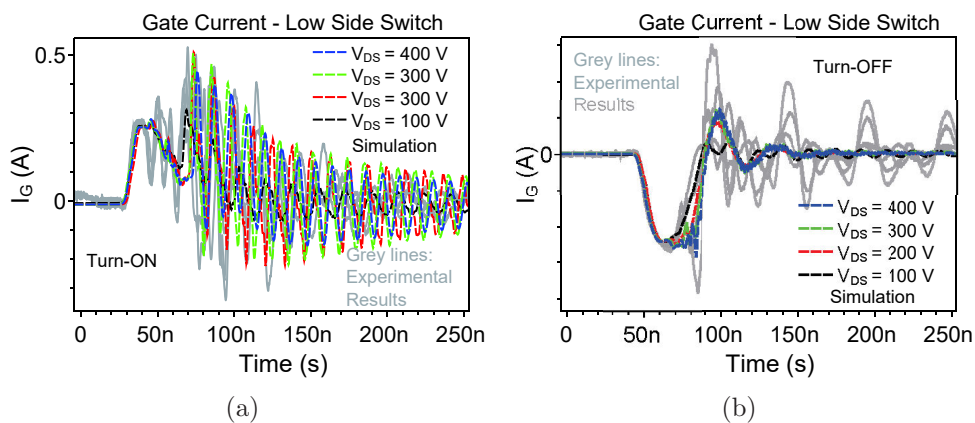 Gate Current - Low Side Switch
0.5
0
I_G (A)
V_DS = 400 V
V_DS = 300 V
V_DS = 300 V
V_DS = 100 V
Simulation
Turn-ON
Grey lines:
Experimental
Results
0 50n 100n 150n 200n 250n
Time (s)
(a)
Gate Current - Low Side Switch
0
I_G (A)
Grey lines:
Experimental
Results
Turn-OFF
V_DS = 400 V
V_DS = 300 V
V_DS = 200 V
V_DS = 100 V
Simulation
0 50n 100n 150n 200n 250n
Time (s)
(b)